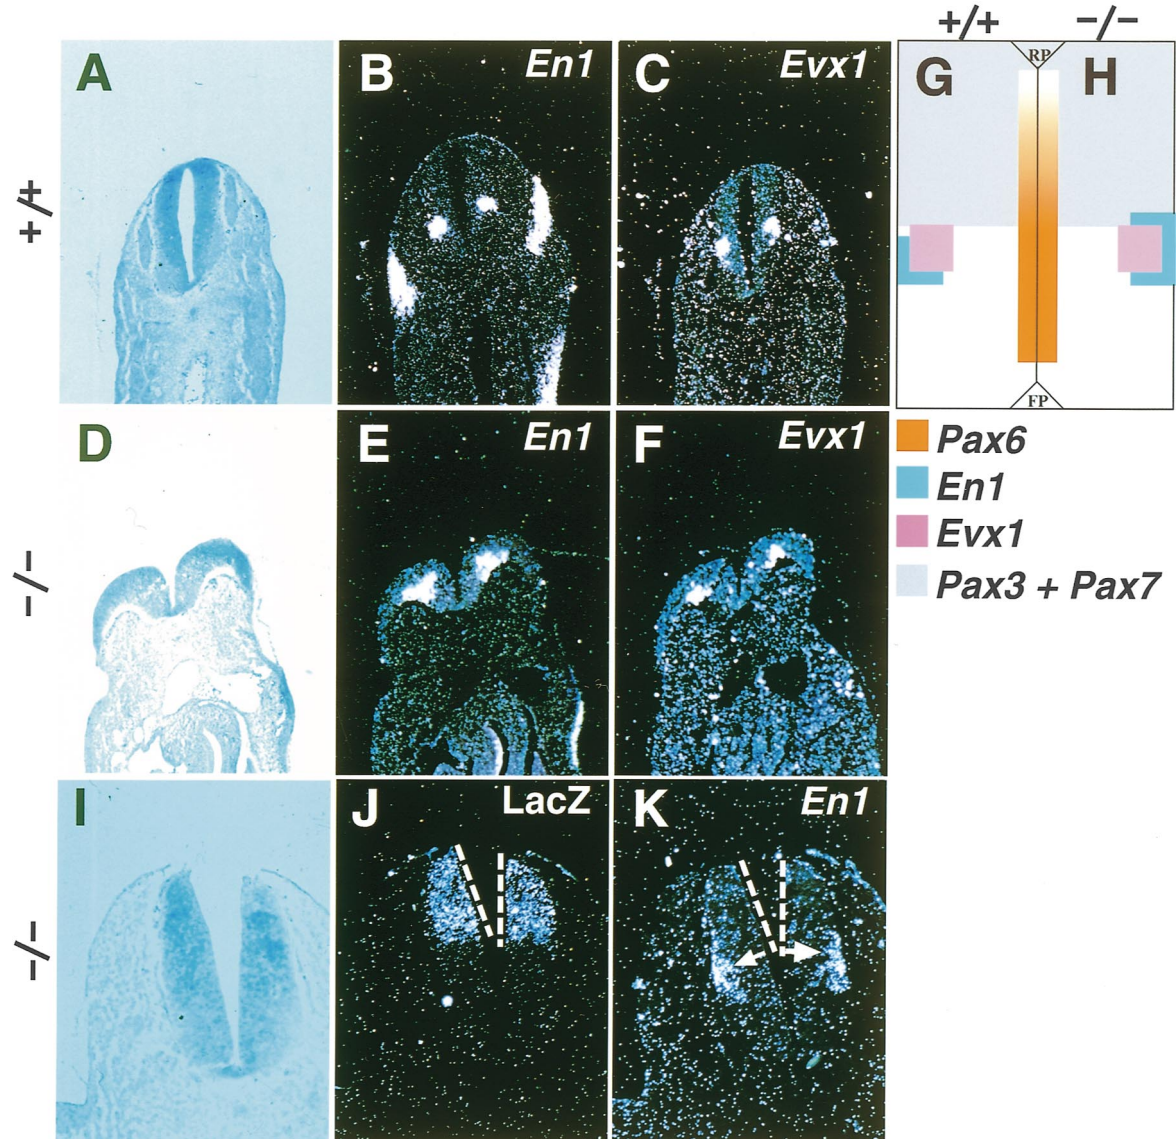 +/+ −/−
A B En1 C Evx1 G RP H
+/+
FP
D E En1 F Evx1
−/−
Pax6
En1
Evx1
Pax3 + Pax7
I J LacZ K En1
−/−